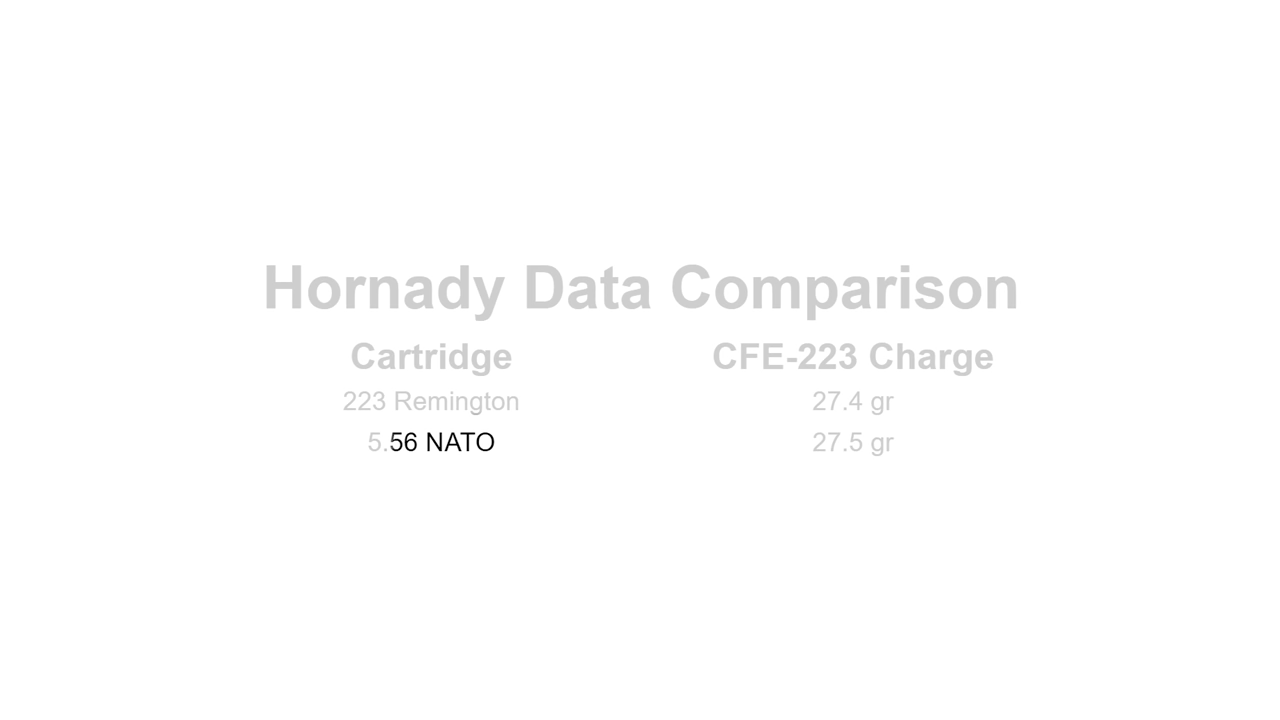 Hornady Data Comparison
Cartridge CFE-223 Charge
223 Remington 27.4 gr
5.56 NATO 27.5 gr